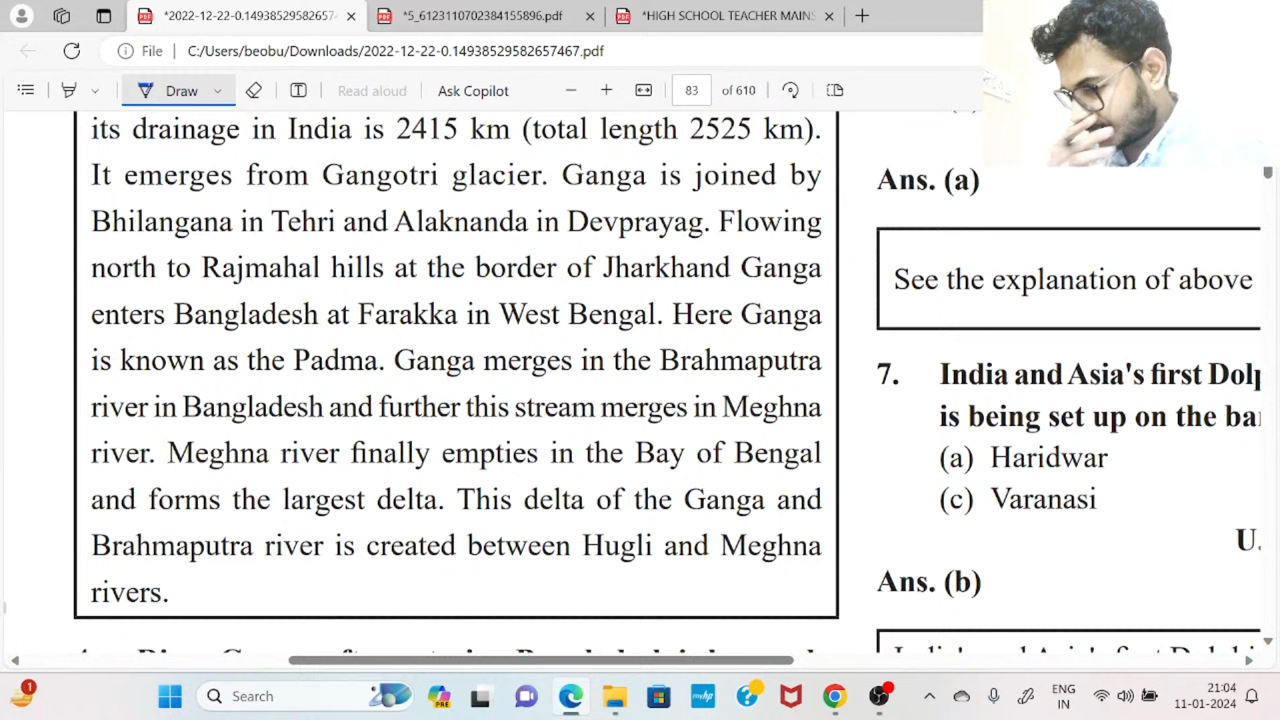 *2022-12-22-0.14938529582657
*5_6123110702384155896.pdf
*HIGH SCHOOL TEACHER MAINS
File
C:/Users/beobu/Downloads/2022-12-22-0.14938529582657467.pdf
Draw
Read aloud
Ask Copilot
83
of 610
its drainage in India is 2415 km (total length 2525 km).
It emerges from Gangotri glacier. Ganga is joined by
Bhilangana in Tehri and Alaknanda in Devprayag. Flowing
north to Rajmahal hills at the border of Jharkhand Ganga
enters Bangladesh at Farakka in West Bengal. Here Ganga
is known as the Padma. Ganga merges in the Brahmaputra
river in Bangladesh and further this stream merges in Meghna
river. Meghna river finally empties in the Bay of Bengal
and forms the largest delta. This delta of the Ganga and
Brahmaputra river is created between Hugli and Meghna
rivers.
Ans. (a)
See the explanation of above
7. India and Asia's first Dol
is being set up on the ba
(a) Haridwar
(c) Varanasi
U.
Ans. (b)
1
Search
PRE
ENG
IN
21:04
11-01-2024